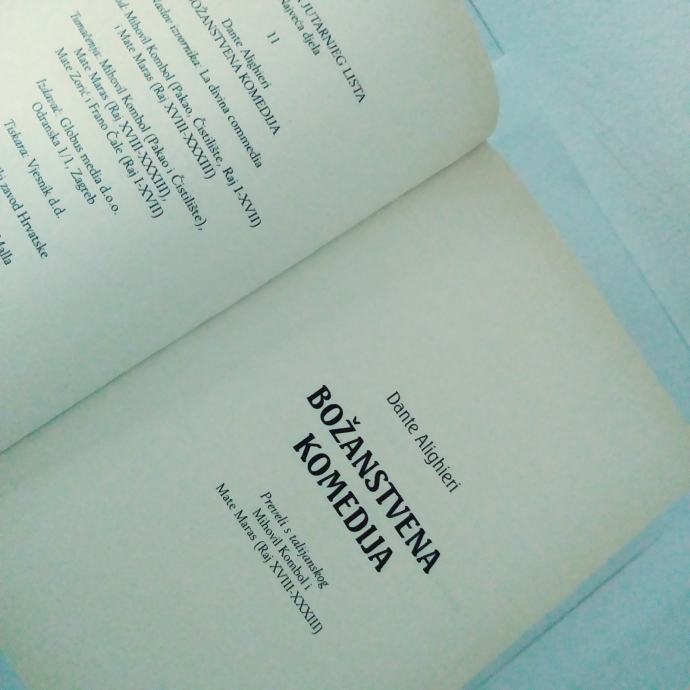 JUTARNJEG LISTA
Najveća djela
11
Dante Alighieri
BOŽANSTVENA KOMEDIJA
izvornika: La divina commedia
Mihovil Kombol (Pakao, Čistilište, Raj I-XVII)
i Mate Maras (Raj XVIII-XXXIII)
Tumačenja: Mihovil Kombol (Pakao i Čistilište),
Mate Maras (Raj XVIII-XXXIII),
Mate Zorić i Frano Čale (Raj I-XVII)
Izdavač: Globus media d.o.o.
Odranska 1/1, Zagreb
Tiskara: Vjesnik d.d.
zavod Hrvatske
Malla
Dante Alighieri
BOŽANSTVENA
KOMEDIJA
Preveli s talijanskog
Mihovil Kombol i
Mate Maras (Raj XVIII-XXXIII)